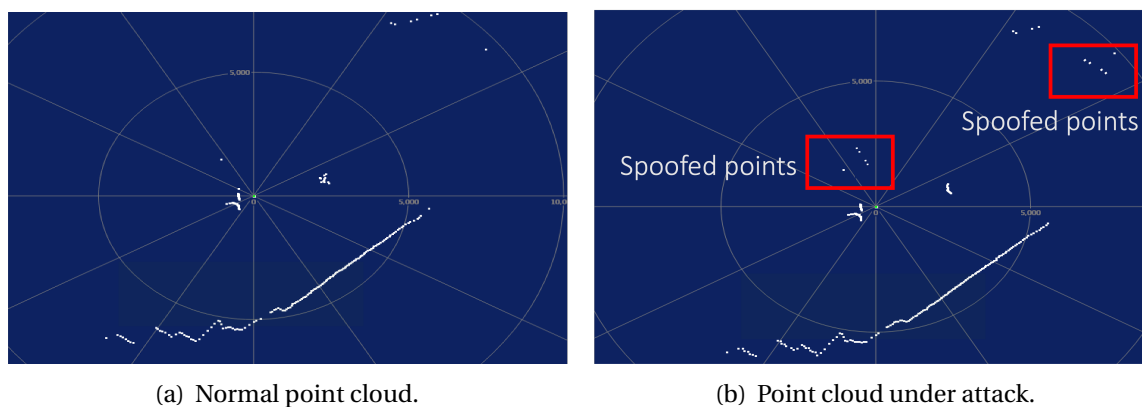 5,000
0
5,000
10,0
(a) Normal point cloud.
5,000
Spoofed points
Spoofed points
0
5,000
(b) Point cloud under attack.